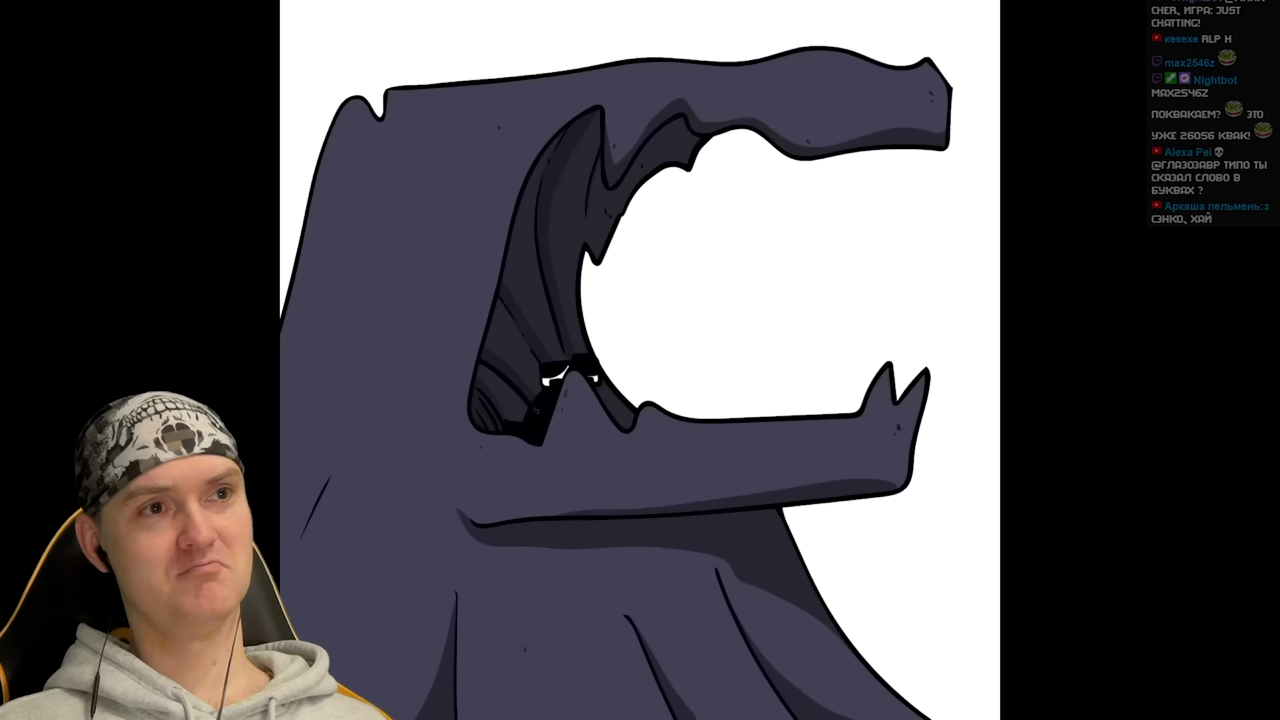 CHER, ИГРА: JUST
CHATTING!
кекехе ALP H
max2546z
Nightbot
MAX2546Z
ПОКВАКАЕМ? ЭТО
УЖЕ 26056 КВАК!
Alexa Pel
@ГЛАЗОЗАВР ТИПО ТЫ
СКАЗАЛ СЛОВО В
БУКВАХ ?
Аркаша пельмень:з
СЭНКО, ХАЙ